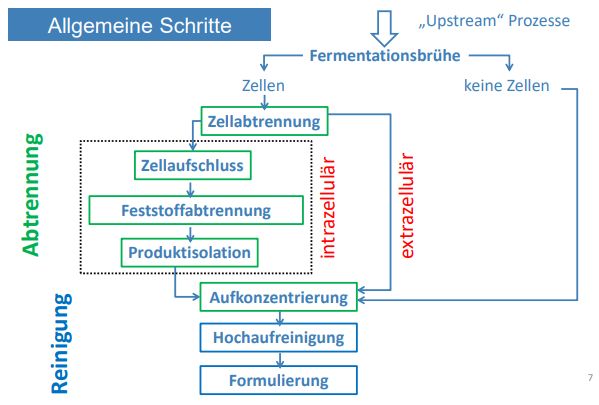 Allgemeine Schritte
„Upstream“ Prozesse
Fermentationsbrühe
Zellen
keine Zellen
Zellabtrennung
Zellaufschluss
Feststoffabtrennung
Produktisolation
intrazellulär
extrazellulär
Abtrennung
Aufkonzentrierung
Hochaufreinigung
Formulierung
Reinigung
7